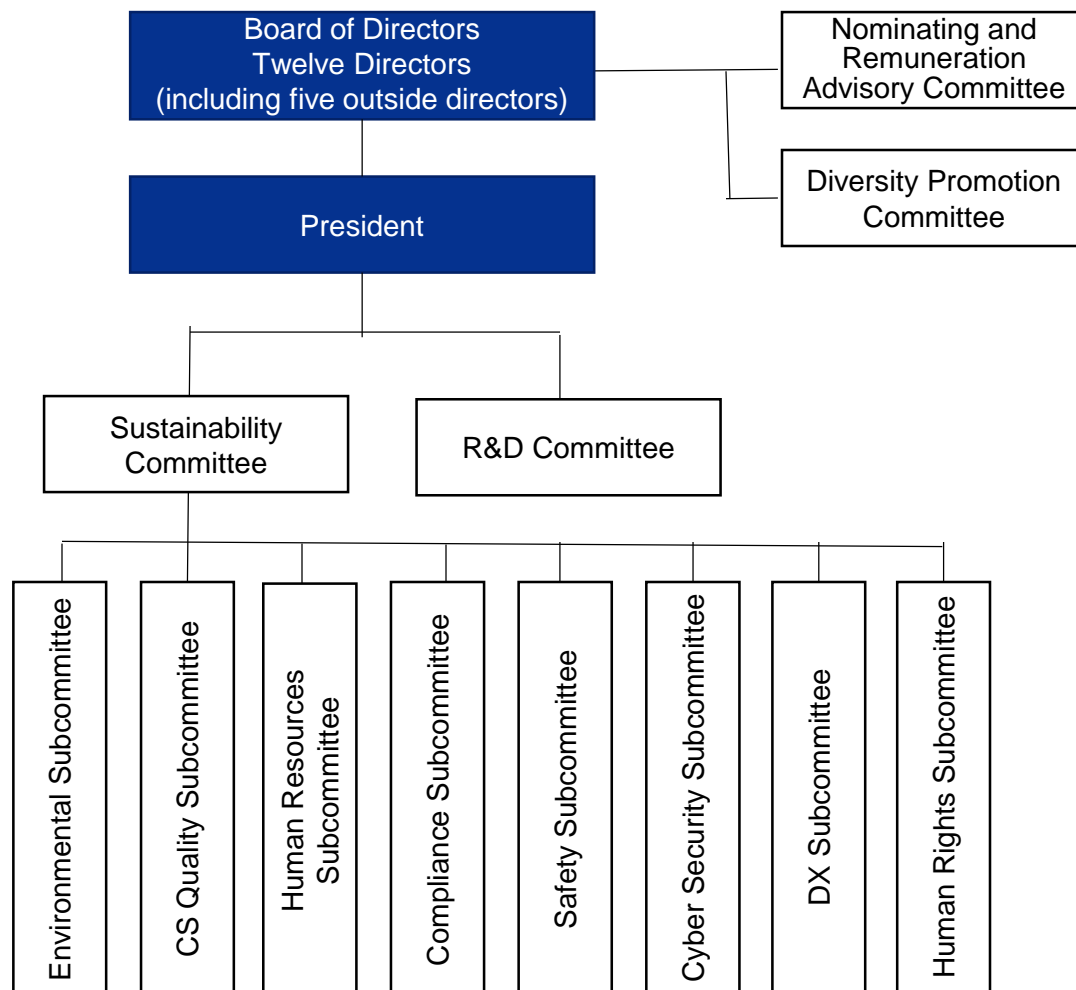 Board of Directors
Twelve Directors
(including five outside directors)
Nominating and
Remuneration
Advisory Committee
Diversity Promotion
Committee
President
Sustainability
Committee
R&D Committee
Environmental Subcommittee
CS Quality Subcommittee
Human Resources
Subcommittee
Compliance Subcommittee
Safety Subcommittee
Cyber Security Subcommittee
DX Subcommittee
Human Rights Subcommittee